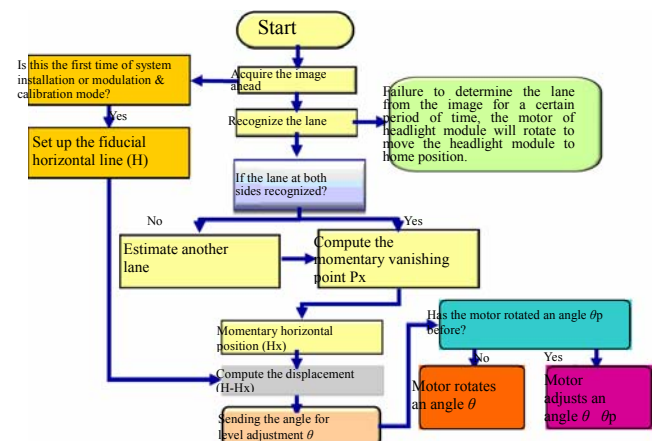 Start
Is this the first time of system
installation or modulation &
calibration mode?
Acquire the image
ahead
Failure to determine the lane
from the image for a certain
period of time, the motor of
headlight module will rotate to
move the headlight module to
home position.
Yes
Recognize the lane
Set up the fiducial
horizontal line (H)
If the lane at both
sides recognized?
No
Yes
Estimate another
lane
Compute the
momentary vanishing
point Px
Momentary horizontal
position (Hx)
Has the motor rotated an angle θp
before?
Compute the displacement
(H-Hx)
No
Yes
Motor rotates
an angle θ
Motor
adjusts an
angle θ θp
Sending the angle for
level adjustment θ